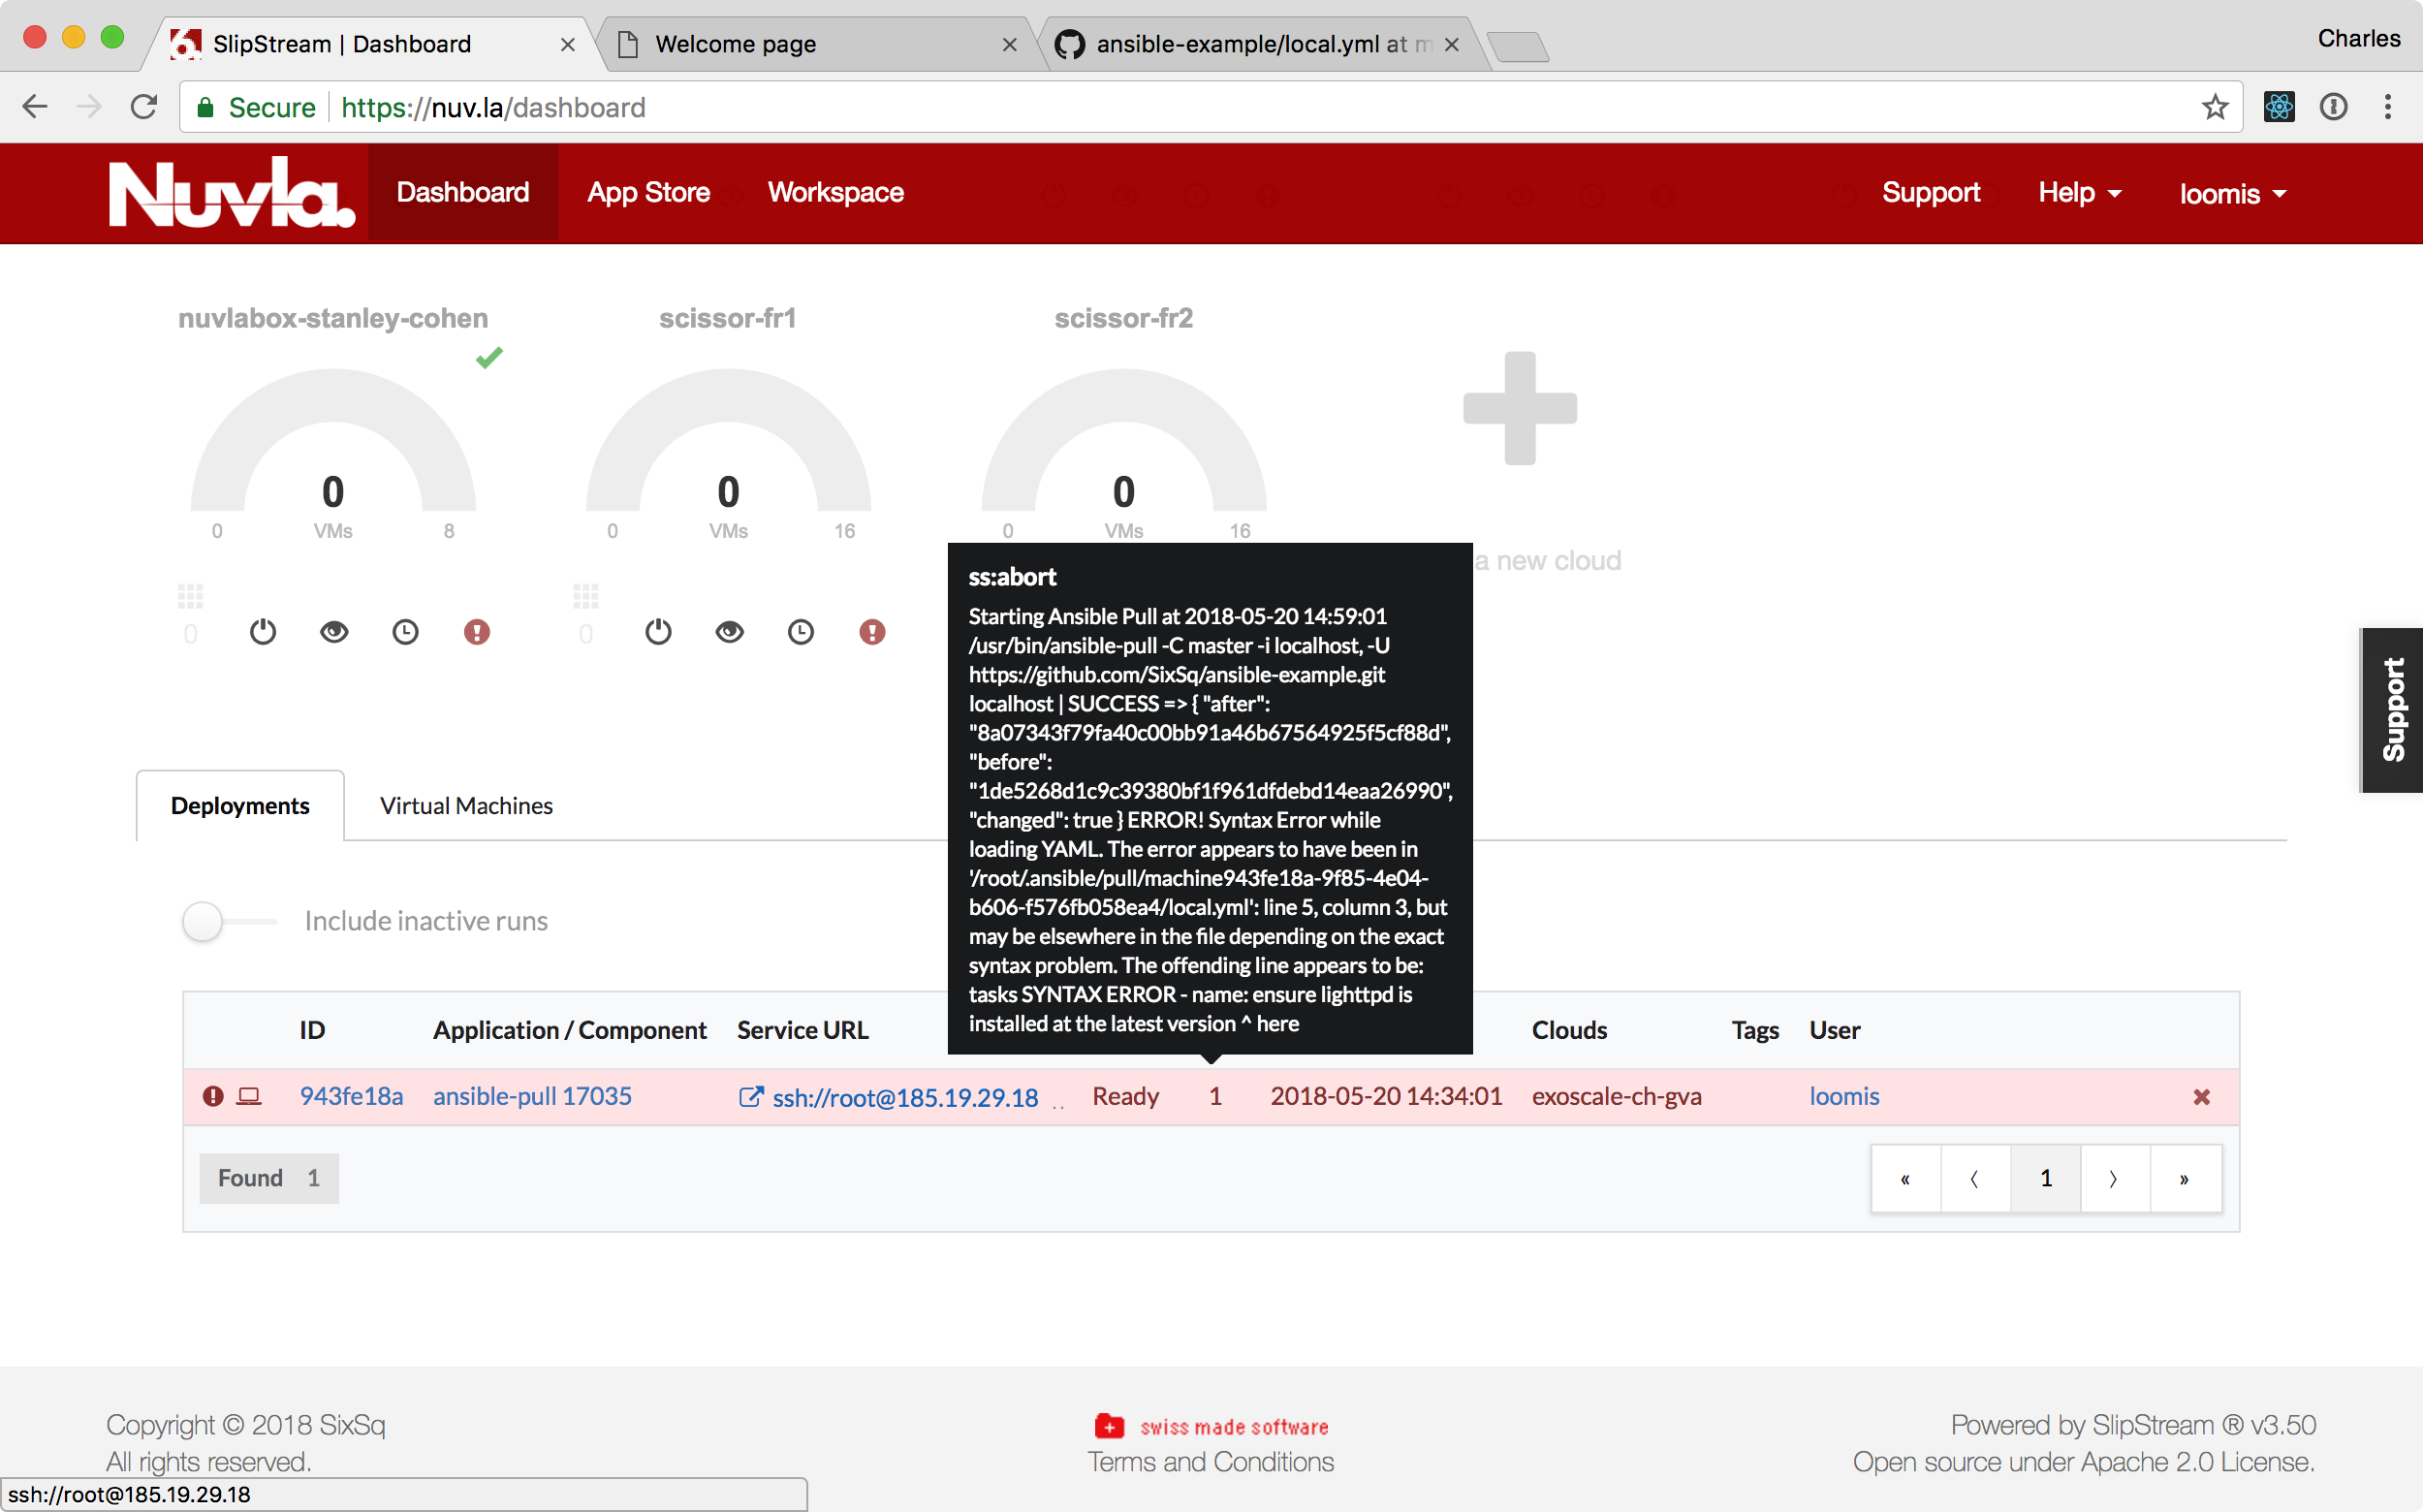 SlipStream | Dashboard
Welcome page
ansible-example/local.yml at m
Charles
Secure
https://nuv.la/dashboard
Nuvla.
Dashboard
App Store
Workspace
Support
Help
loomis
nuvlabox-stanley-cohen
scissor-fr1
scissor-fr2
0
0 VMs 8
0
0 VMs 16
0
0 VMs 16
a new cloud
0
0
ss:abort
Starting Ansible Pull at 2018-05-20 14:59:01
/usr/bin/ansible-pull -C master -i localhost, -U
https://github.com/SixSq/ansible-example.git
localhost | SUCCESS => { "after":
"8a07343f79fa40c00bb91a46b67564925f5cf88d",
"before":
"1de5268d1c9c39380bf1f961dfdebd14eaa26990",
"changed": true } ERROR! Syntax Error while
loading YAML. The error appears to have been in
'/root/.ansible/pull/machine943fe18a-9f85-4e04-
b606-f576fb058ea4/local.yml': line 5, column 3, but
may be elsewhere in the file depending on the exact
syntax problem. The offending line appears to be:
tasks SYNTAX ERROR - name: ensure lighttpd is
installed at the latest version ^ here
Support
Deployments
Virtual Machines
Include inactive runs
ID Application / Component Service URL Clouds Tags User
943fe18a ansible-pull 17035 ssh://root@185.19.29.18 .. Ready 1 2018-05-20 14:34:01 exoscale-ch-gva loomis
Found 1
« 〈 1 〉 »
Copyright © 2018 SixSq
All rights reserved.
swiss made software
Terms and Conditions
Powered by SlipStream ® v3.50
Open source under Apache 2.0 License.
ssh://root@185.19.29.18